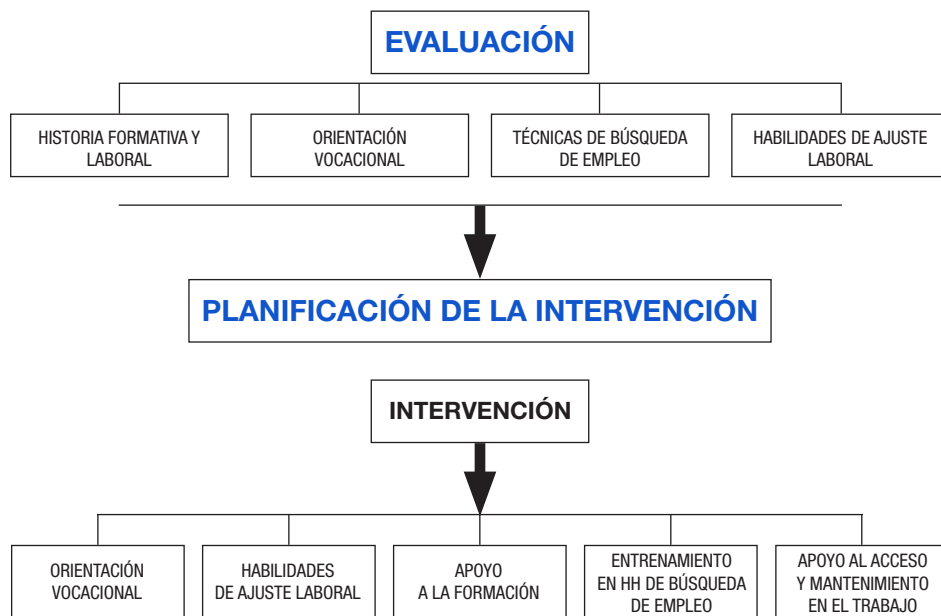 EVALUACIÓN
HISTORIA FORMATIVA Y
LABORAL
ORIENTACIÓN
VOCACIONAL
TÉCNICAS DE BÚSQUEDA
DE EMPLEO
HABILIDADES DE AJUSTE
LABORAL
PLANIFICACIÓN DE LA INTERVENCIÓN
INTERVENCIÓN
ORIENTACIÓN
VOCACIONAL
HABILIDADES
DE AJUSTE LABORAL
APOYO
A LA FORMACIÓN
ENTRENAMIENTO
EN HH DE BÚSQUEDA
DE EMPLEO
APOYO AL ACCESO
Y MANTENIMIENTO
EN EL TRABAJO